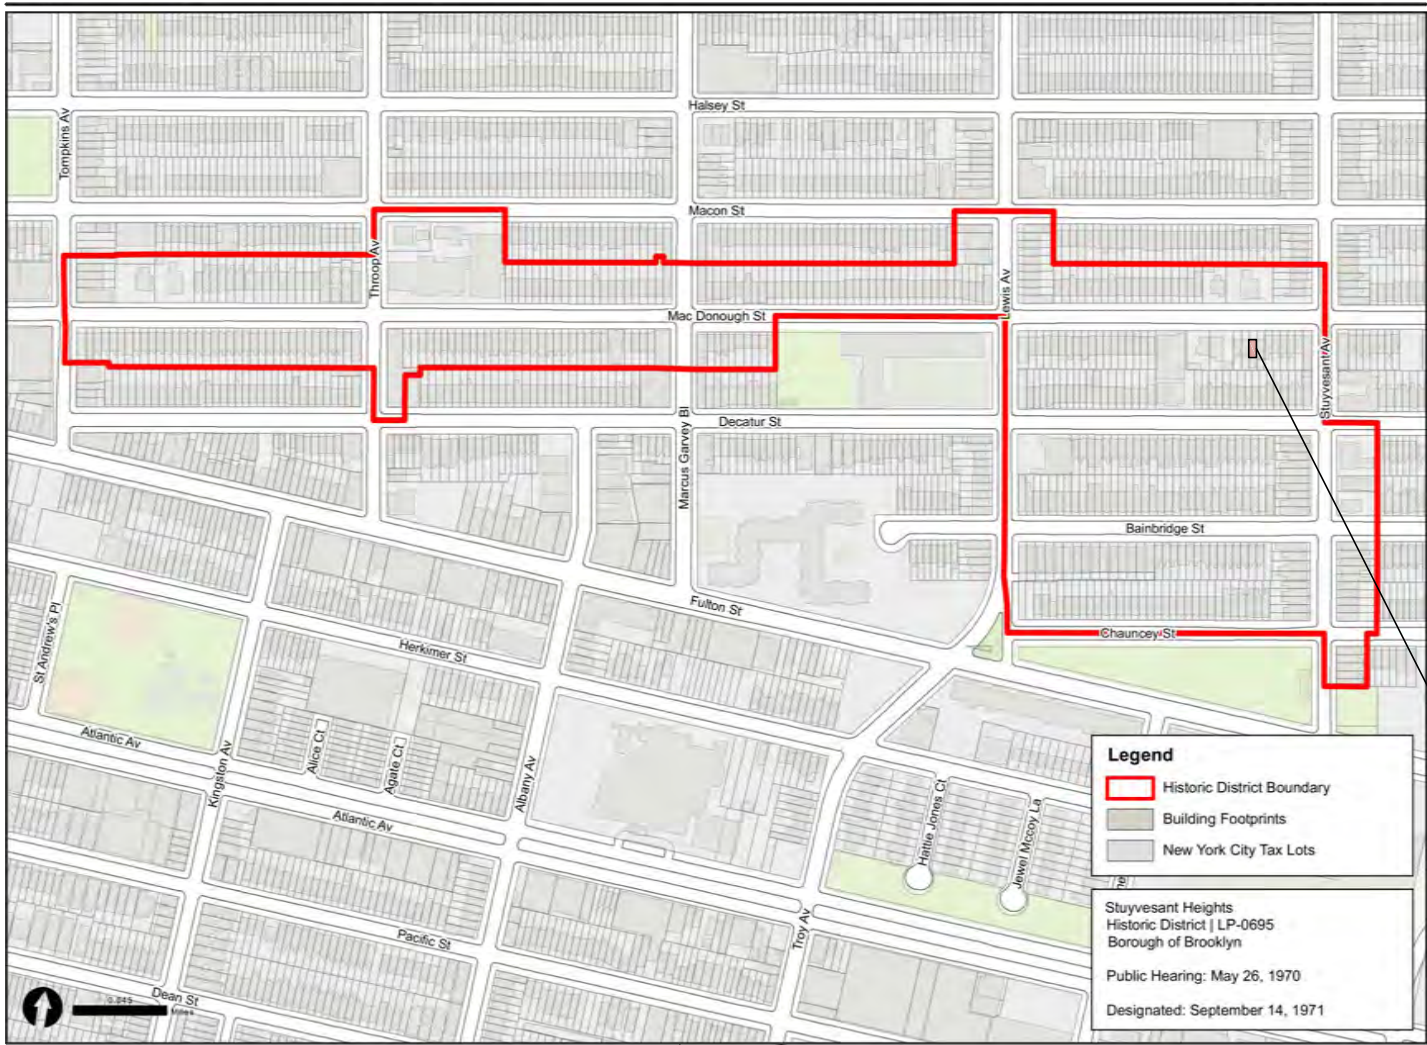 Halsey St
Tompkins Av
Macon St
Throop Av
Lewis Av
Mac Donough St
Stuyvesant Av
Decatur St
Marcus Garvey Bl
Bainbridge St
Fulton St
Chauncey St
St Andrew's Pl
Herkimer St
Atlantic Av
Alice Ct
Agate Ct
Kingston Av
Albany Av
Atlantic Av
Hattie Jones Ct
Jewel Mccoy La
Troy Av
Pacific St
Dean St
Miles
Legend
Historic District Boundary
Building Footprints
New York City Tax Lots
Stuyvesant Heights
Historic District | LP-0695
Borough of Brooklyn
Public Hearing: May 26, 1970
Designated: September 14, 1971